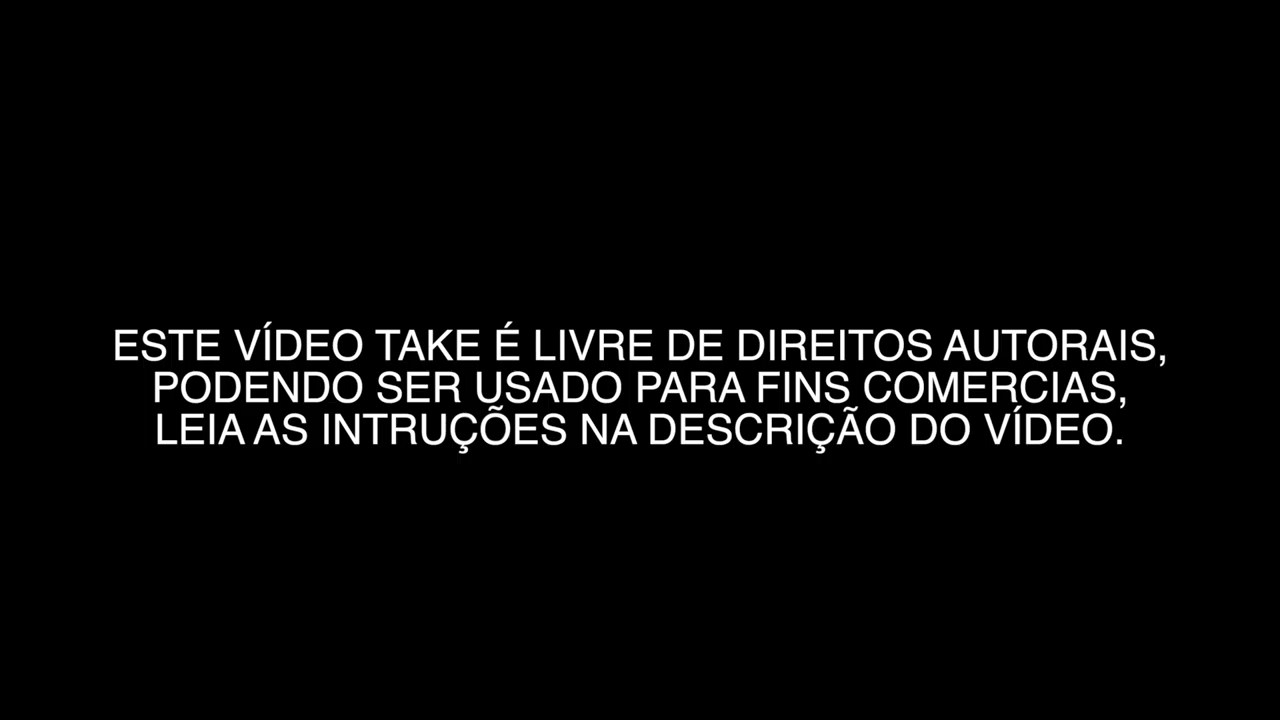 ESTE VÍDEO TAKE É LIVRE DE DIREITOS AUTORAIS,
PODENDO SER USADO PARA FINS COMERCIAS,
LEIA AS INTRUÇÕES NA DESCRIÇÃO DO VÍDEO.